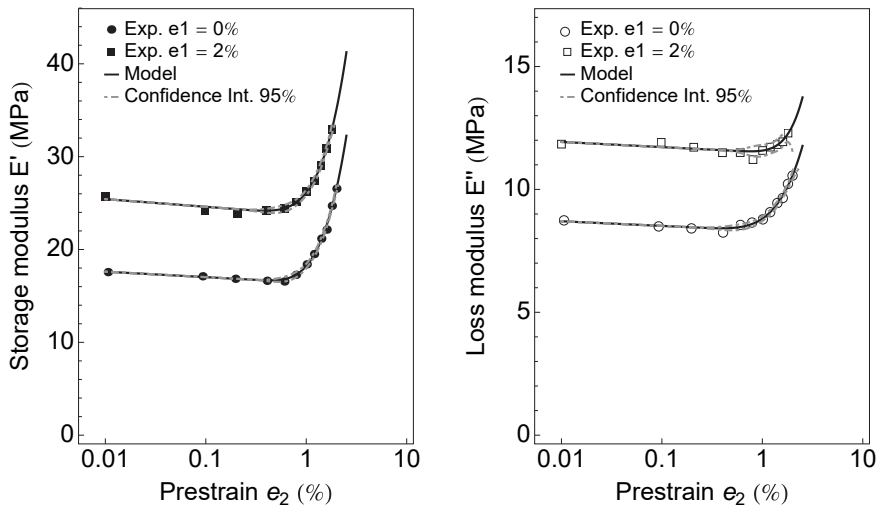 Exp. e1 = 0%
Exp. e1 = 2%
Model
Confidence Int. 95%
40
30
20
10
0
0.01 0.1 1 10
Storage modulus E' (MPa)
Prestrain e₂ (%)
Exp. e1 = 0%
Exp. e1 = 2%
Model
Confidence Int. 95%
15
10
5
0
0.01 0.1 1 10
Loss modulus E" (MPa)
Prestrain e₂ (%)